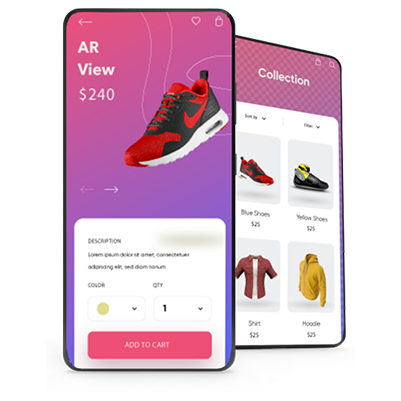 AR
View
$240
DESCRIPTION
Lorem ipsum dolor sit amet, consectetuer
adipiscing elit, sed diam nonum
COLOR QTY
1
ADD TO CART
Collection
Sort By Filter
Blue Shoes Yellow Shoes
$25 $25
Shirt Hoodie
$25 $25